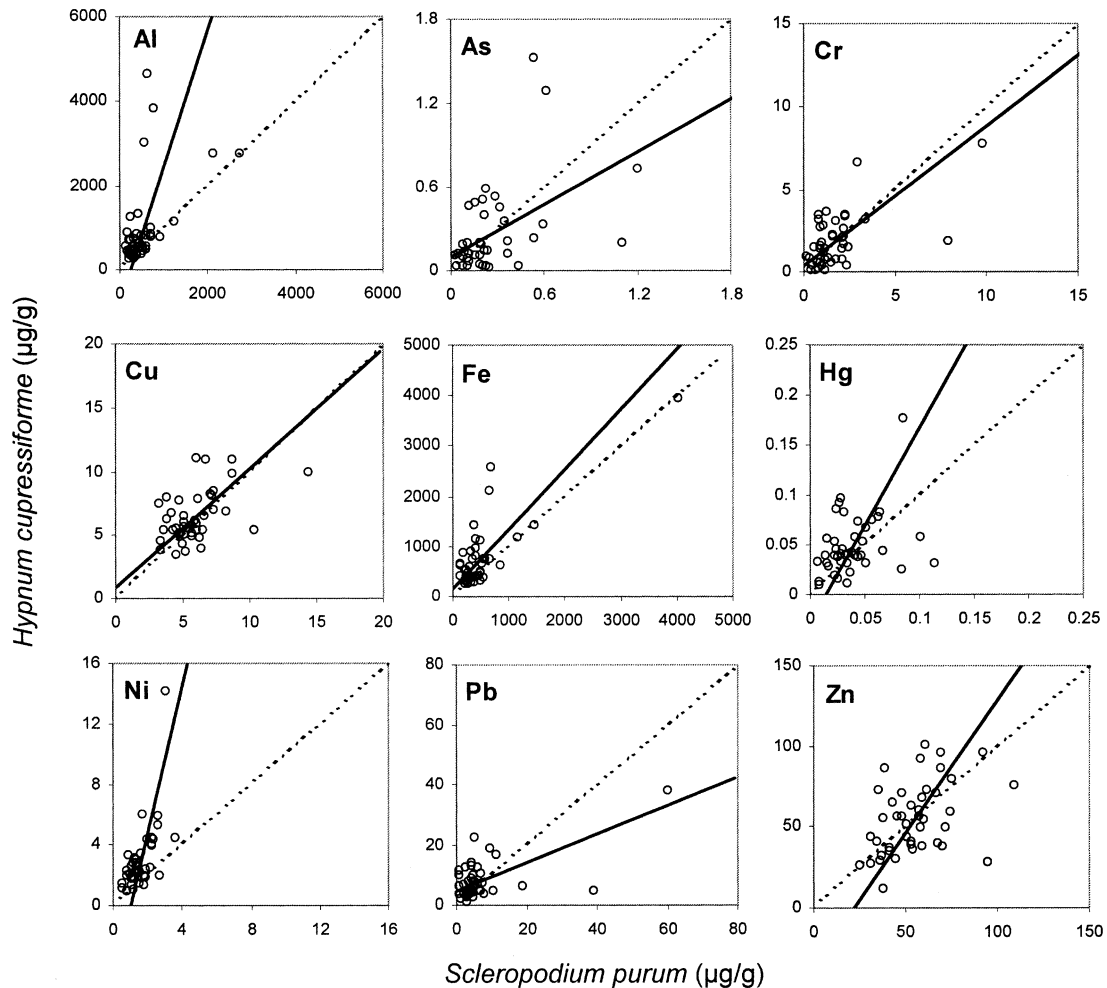 Hypnum cupressiforme (µg/g)
Al
6000
4000
2000
0
0 2000 4000 6000
As
1.8
1.2
0.6
0
0 0.6 1.2 1.8
Cr
15
10
5
0
0 5 10 15
Cu
20
15
10
5
0
0 5 10 15 20
Fe
5000
4000
3000
2000
1000
0
0 1000 2000 3000 4000 5000
Hg
0.25
0.2
0.15
0.1
0.05
0
0 0.05 0.1 0.15 0.2 0.25
Ni
16
12
8
4
0
0 4 8 12 16
Pb
80
60
40
20
0
0 20 40 60 80
Zn
150
100
50
0
0 50 100 150
Scleropodium purum (µg/g)